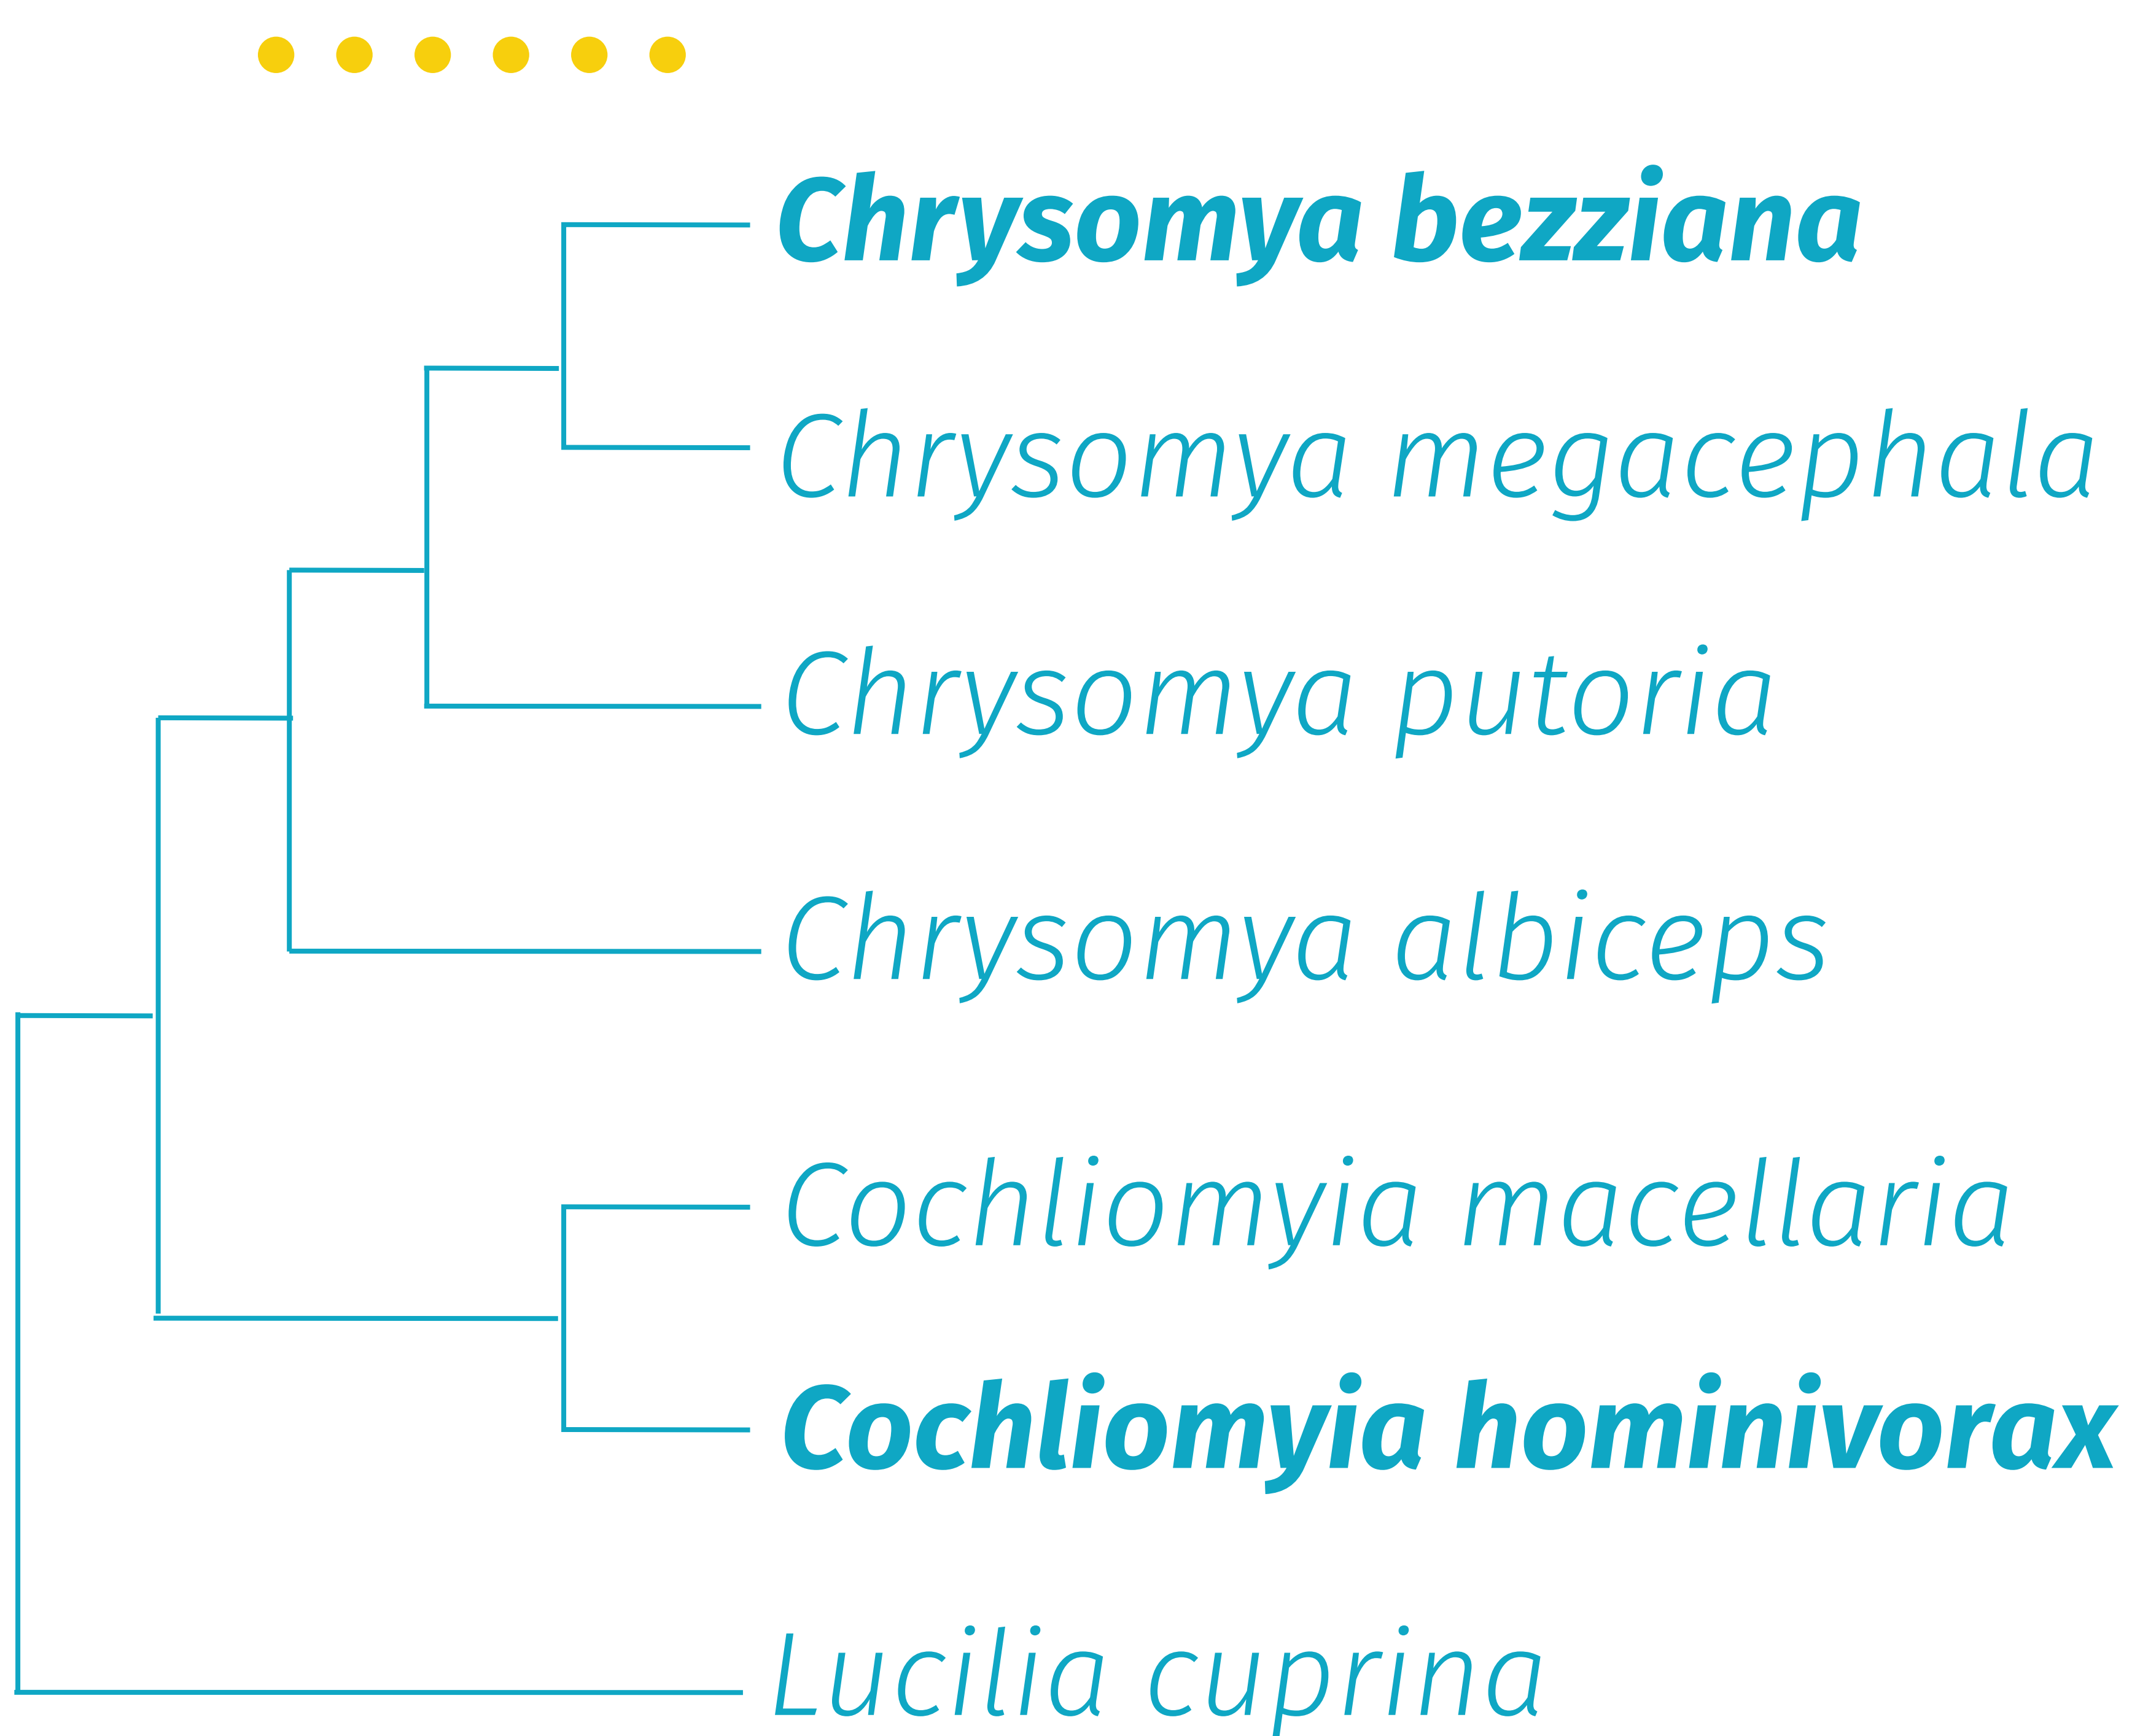 Chrysomya bezziana
Chrysomya megacephala
Chrysomya putoria
Chrysomya albiceps
Cochliomyia macellaria
Cochliomyia hominivorax
Lucilia cuprina